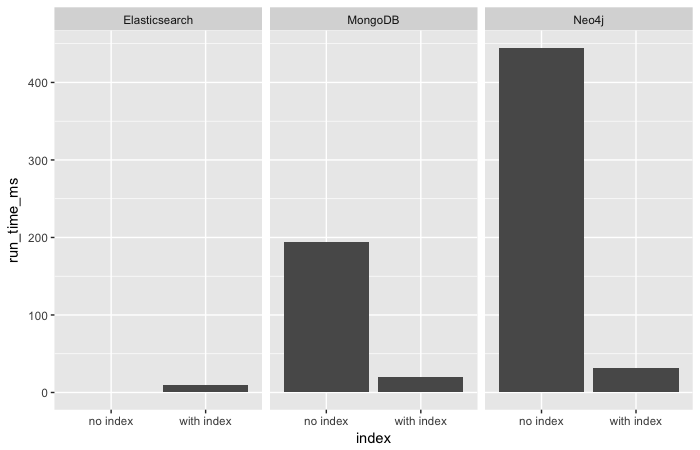 Elasticsearch MongoDB Neo4j
400
300
200
100
0
run_time_ms
no index with index no index with index no index with index
index